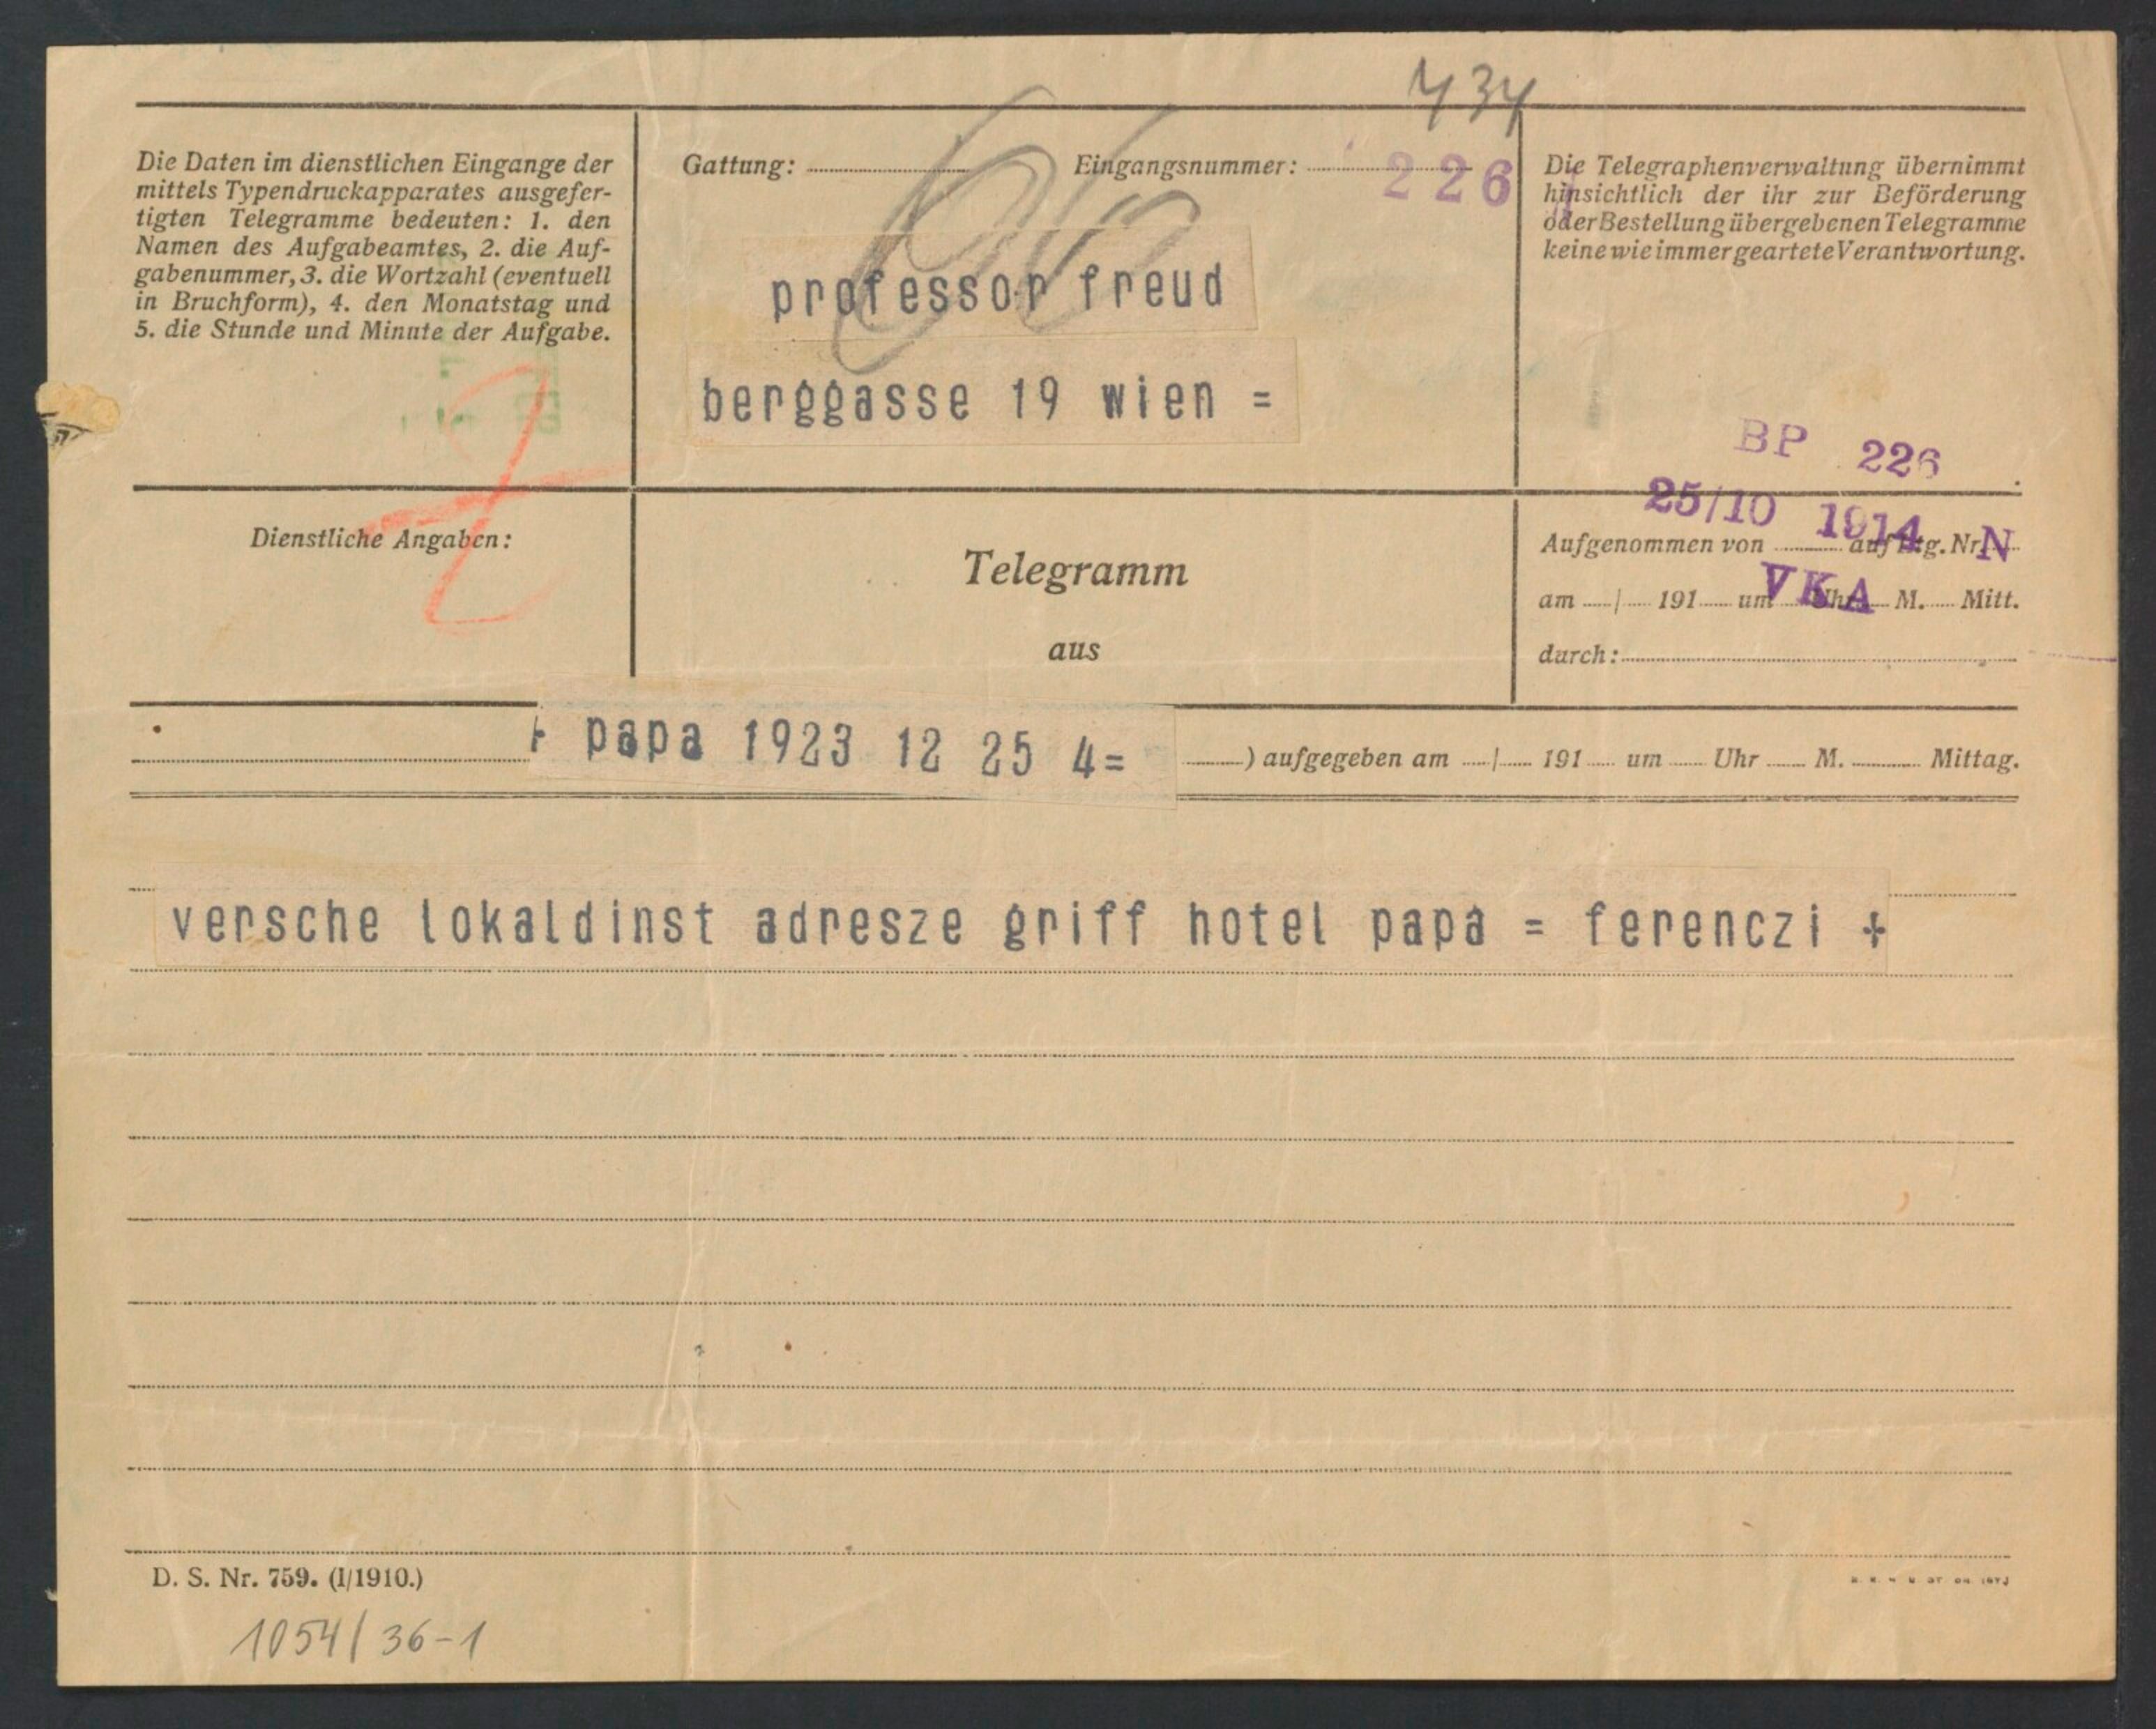 434
Die Daten im dienstlichen Eingange der
mittels Typendruckapparates ausgefer-
tigten Telegramme bedeuten: 1. den
Namen des Aufgabeamtes, 2. die Auf-
gabenummer, 3. die Wortzahl (eventuell
in Bruchform), 4. den Monatstag und
5. die Stunde und Minute der Aufgabe.
Gattung:
Eingangsnummer: 226
professor freud
berggasse 19 wien =
Die Telegraphenverwaltung übernimmt
hinsichtlich der ihr zur Beförderung
oder Bestellung übergebenen Telegramme
keine wie immer geartete Verantwortung.
BP 226
25/10 1914 N
VKA
Dienstliche Angaben:
Telegramm
aus
Aufgenommen von auf Ltg. Nr.
am / 191 um Uhr M. Mitt.
durch:
+ papa 1923 12 25 4=
) aufgegeben am / 191 um Uhr M. Mittag.
versche lokaldinst adresze griff hotel papa = ferenczi +
D. S. Nr. 759. (I/1910.)
1054/36-1